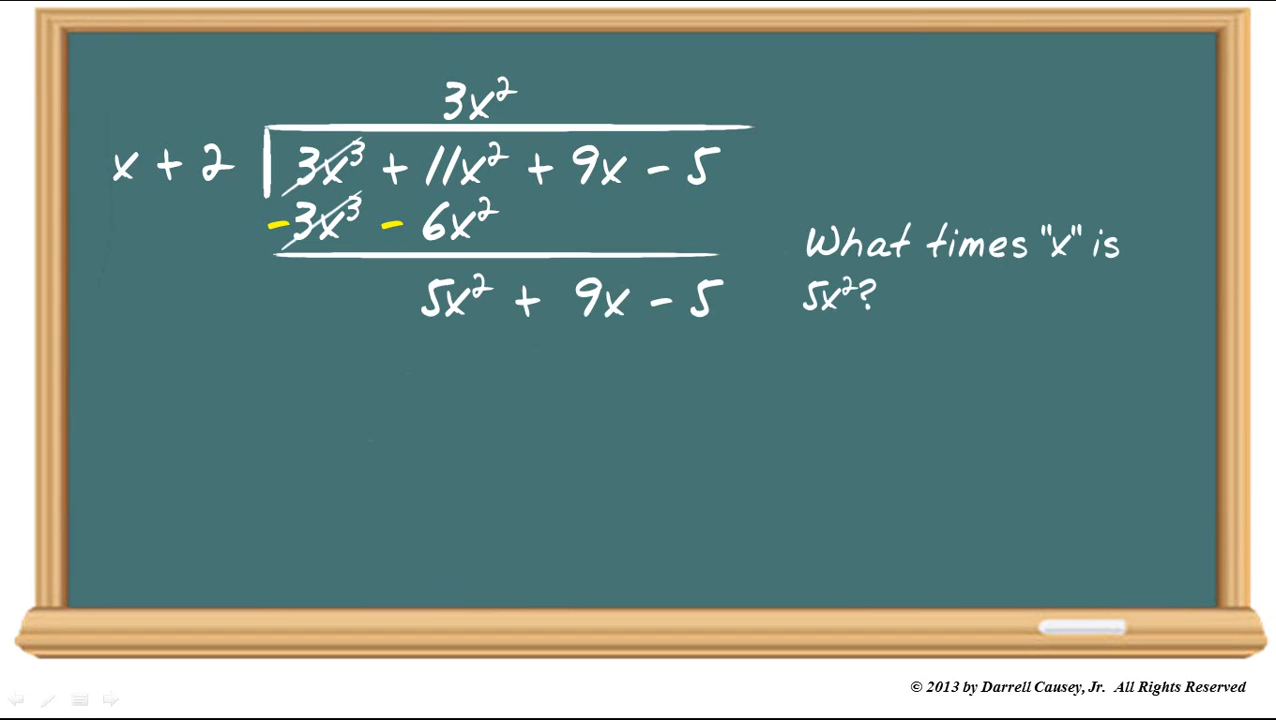 3x²
x + 2 | 3x³ + 11x² + 9x - 5
-3x³ - 6x²
5x² + 9x - 5
What times "x" is
5x²?
© 2013 by Darrell Causey, Jr. All Rights Reserved